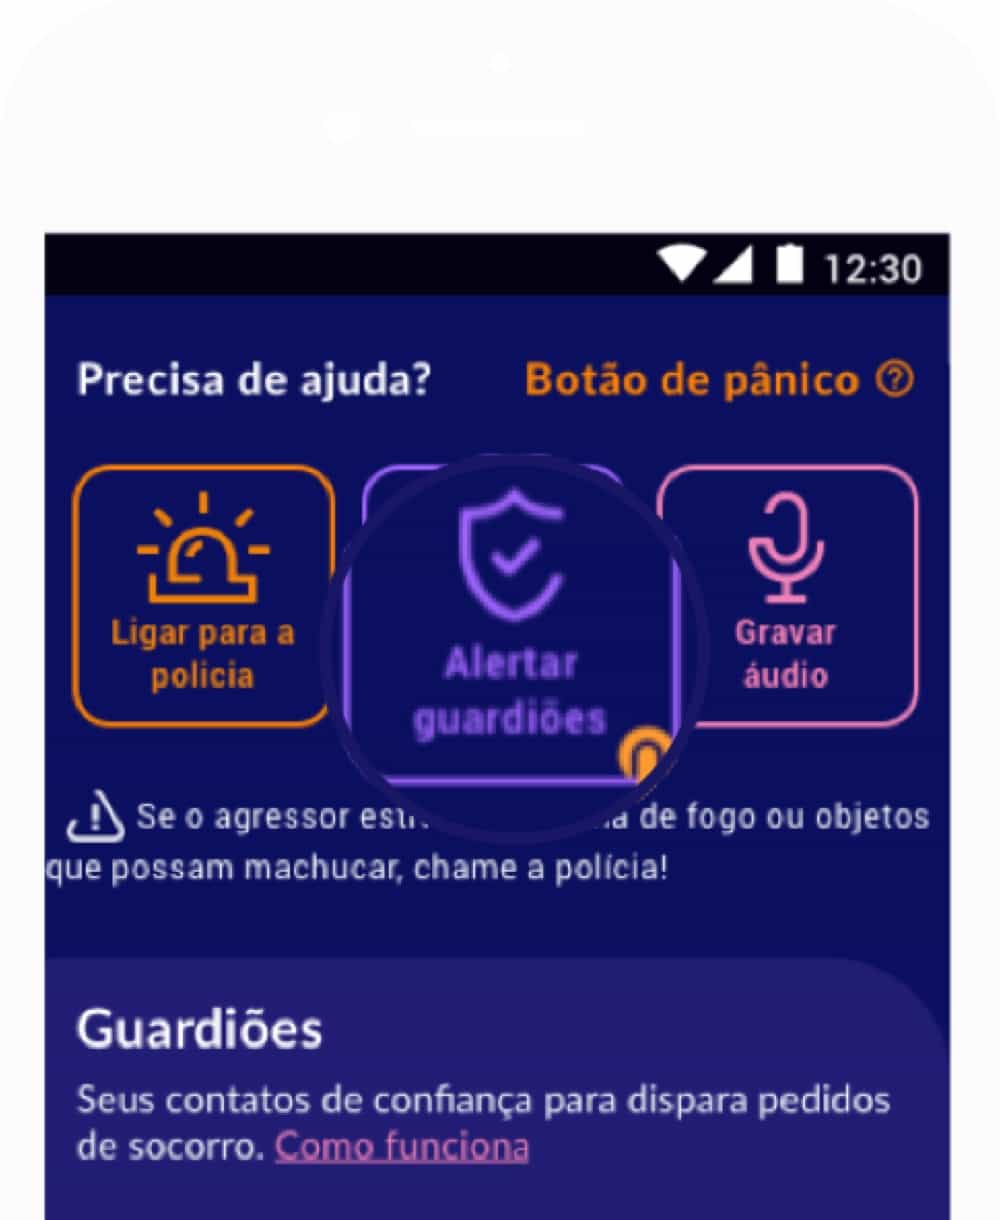 12:30
Precisa de ajuda? Botão de pânico ?
Ligar para a
policia
Alertar
guardiões
Gravar
áudio
Se o agressor de fogo ou objetos
que possam machucar, chame a polícia!
Guardiões
Seus contatos de confiança para dispara pedidos
de socorro. Como funciona